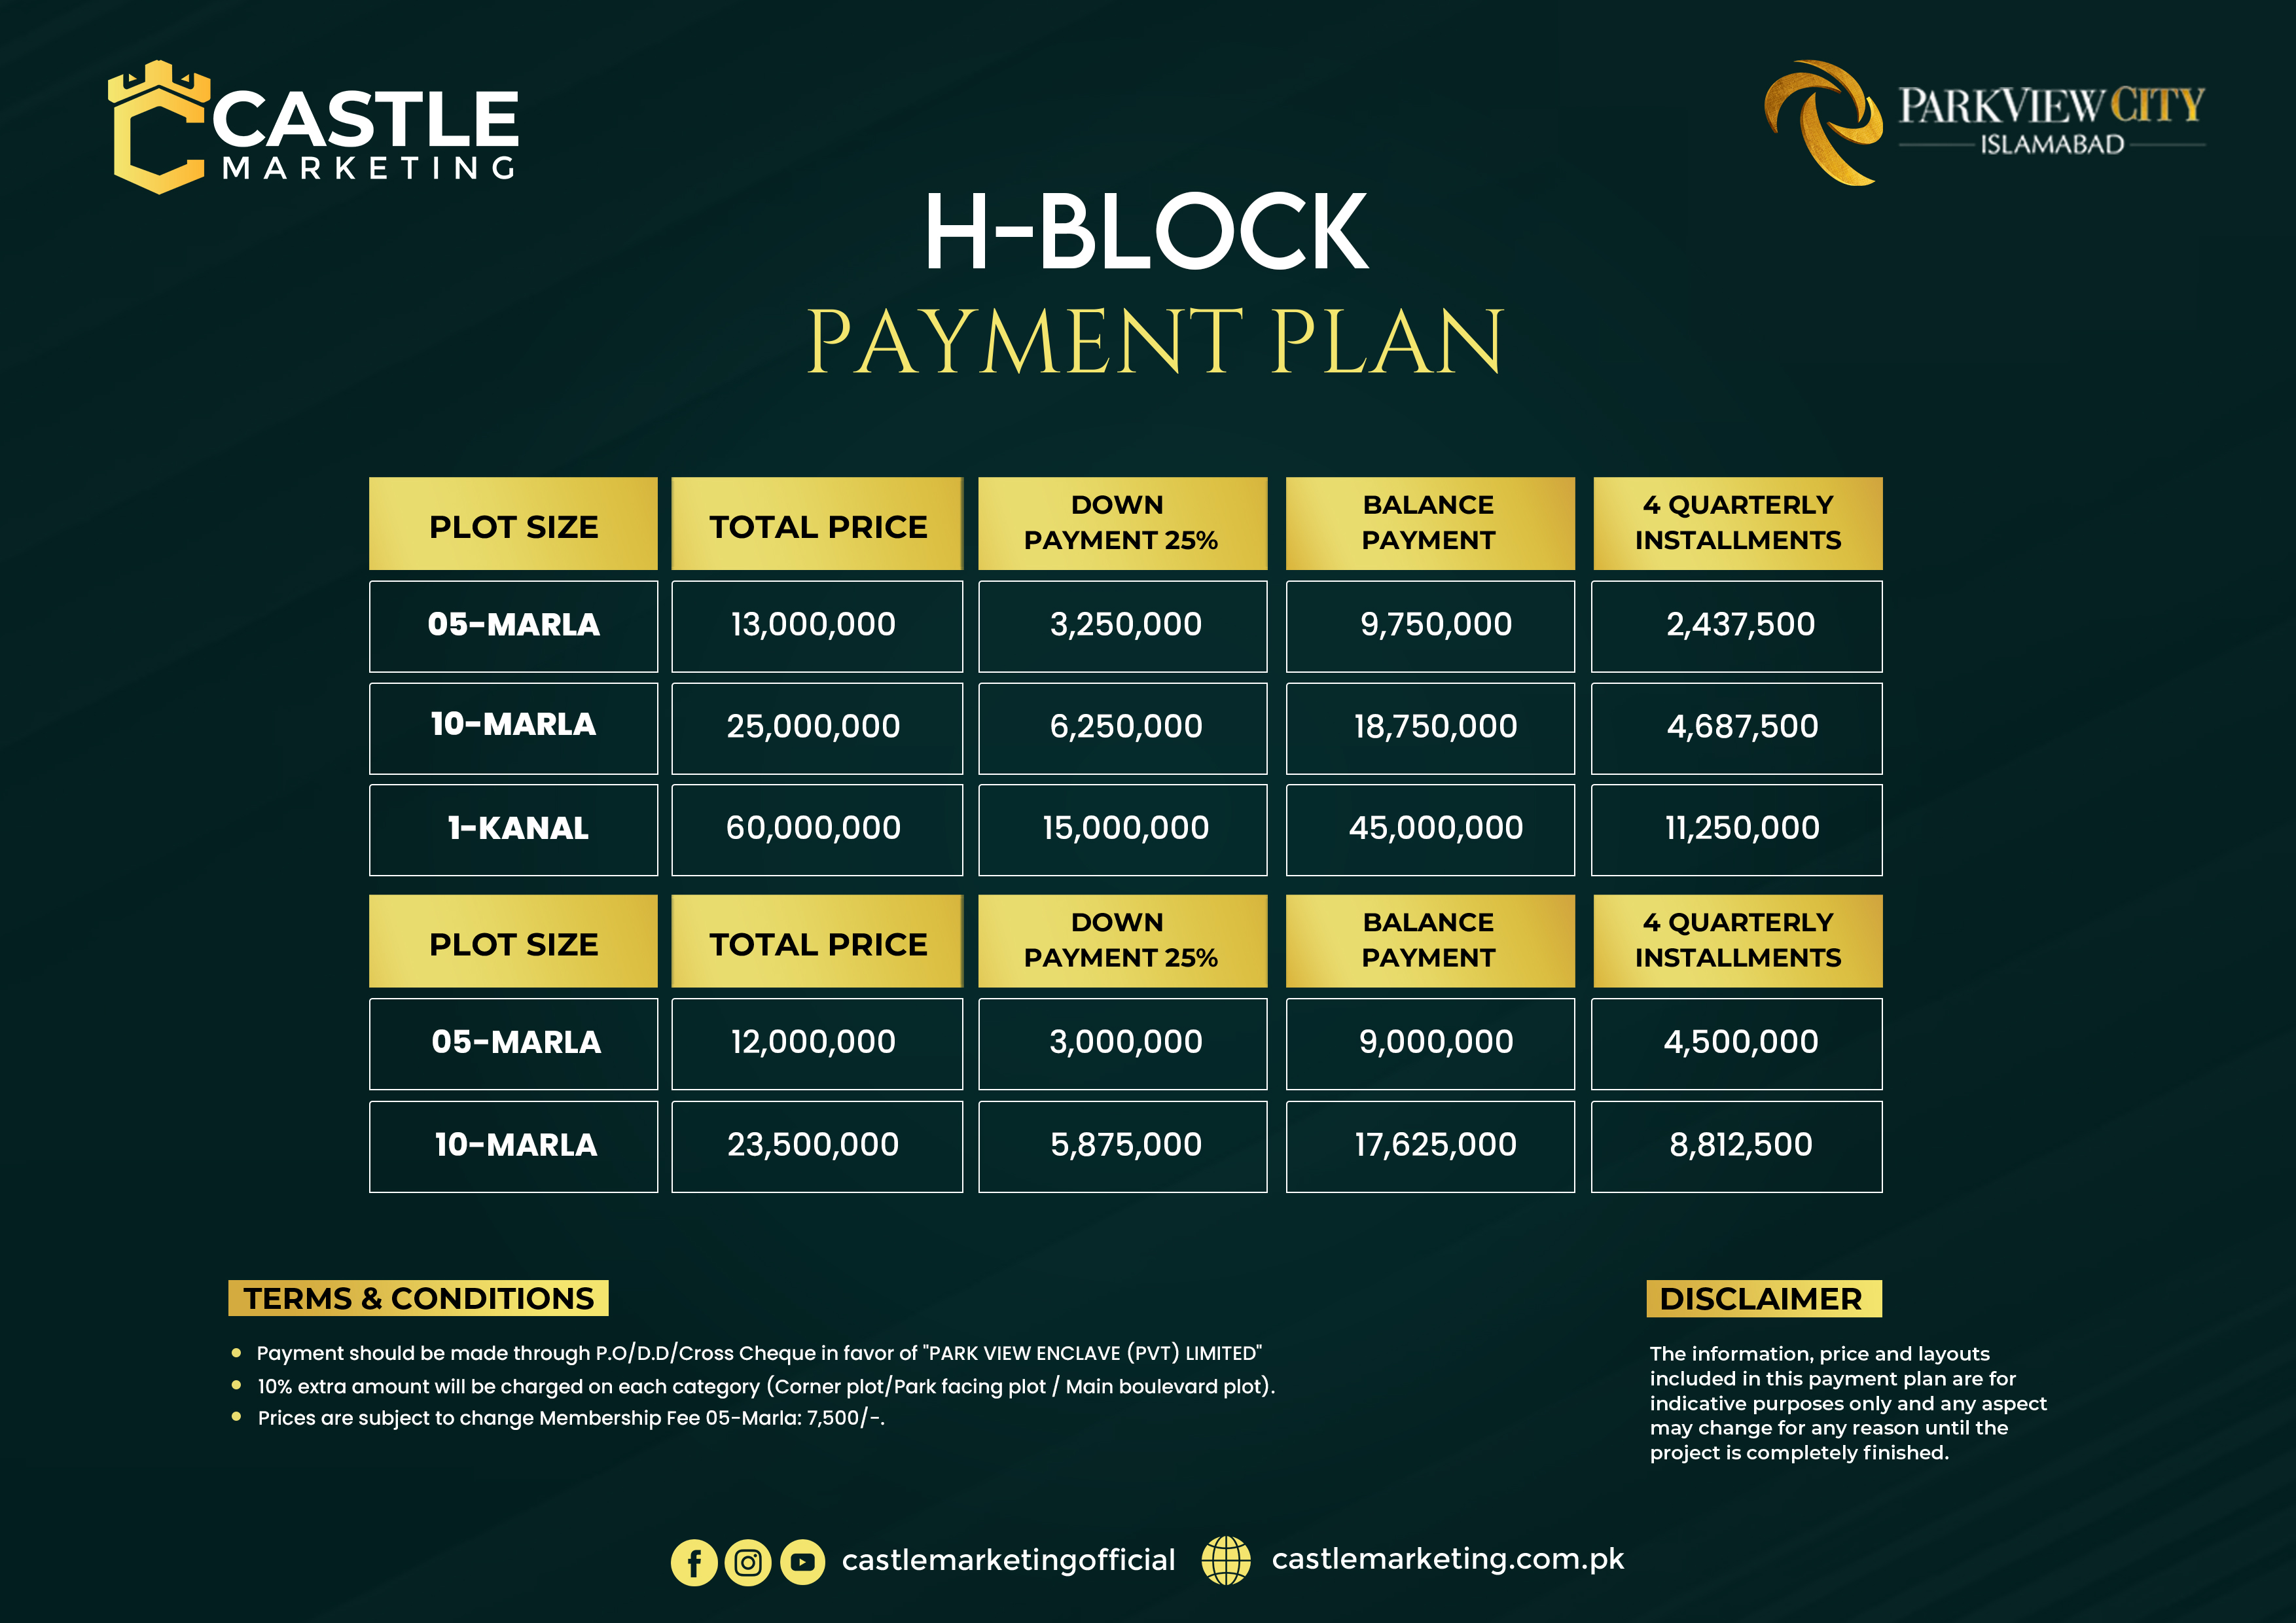 CASTLE
MARKETING
PARKVIEW CITY
ISLAMABAD
H-BLOCK
PAYMENT PLAN
PLOT SIZE TOTAL PRICE DOWN PAYMENT 25% BALANCE PAYMENT 4 QUARTERLY INSTALLMENTS
05-MARLA 13,000,000 3,250,000 9,750,000 2,437,500
10-MARLA 25,000,000 6,250,000 18,750,000 4,687,500
1-KANAL 60,000,000 15,000,000 45,000,000 11,250,000
PLOT SIZE TOTAL PRICE DOWN PAYMENT 25% BALANCE PAYMENT 4 QUARTERLY INSTALLMENTS
05-MARLA 12,000,000 3,000,000 9,000,000 4,500,000
10-MARLA 23,500,000 5,875,000 17,625,000 8,812,500
TERMS & CONDITIONS
Payment should be made through P.O/D.D/Cross Cheque in favor of "PARK VIEW ENCLAVE (PVT) LIMITED"
10% extra amount will be charged on each category (Corner plot/Park facing plot / Main boulevard plot).
Prices are subject to change Membership Fee 05-Marla: 7,500/-.
DISCLAIMER
The information, price and layouts
included in this payment plan are for
indicative purposes only and any aspect
may change for any reason until the
project is completely finished.
castlemarketingofficial castlemarketing.com.pk